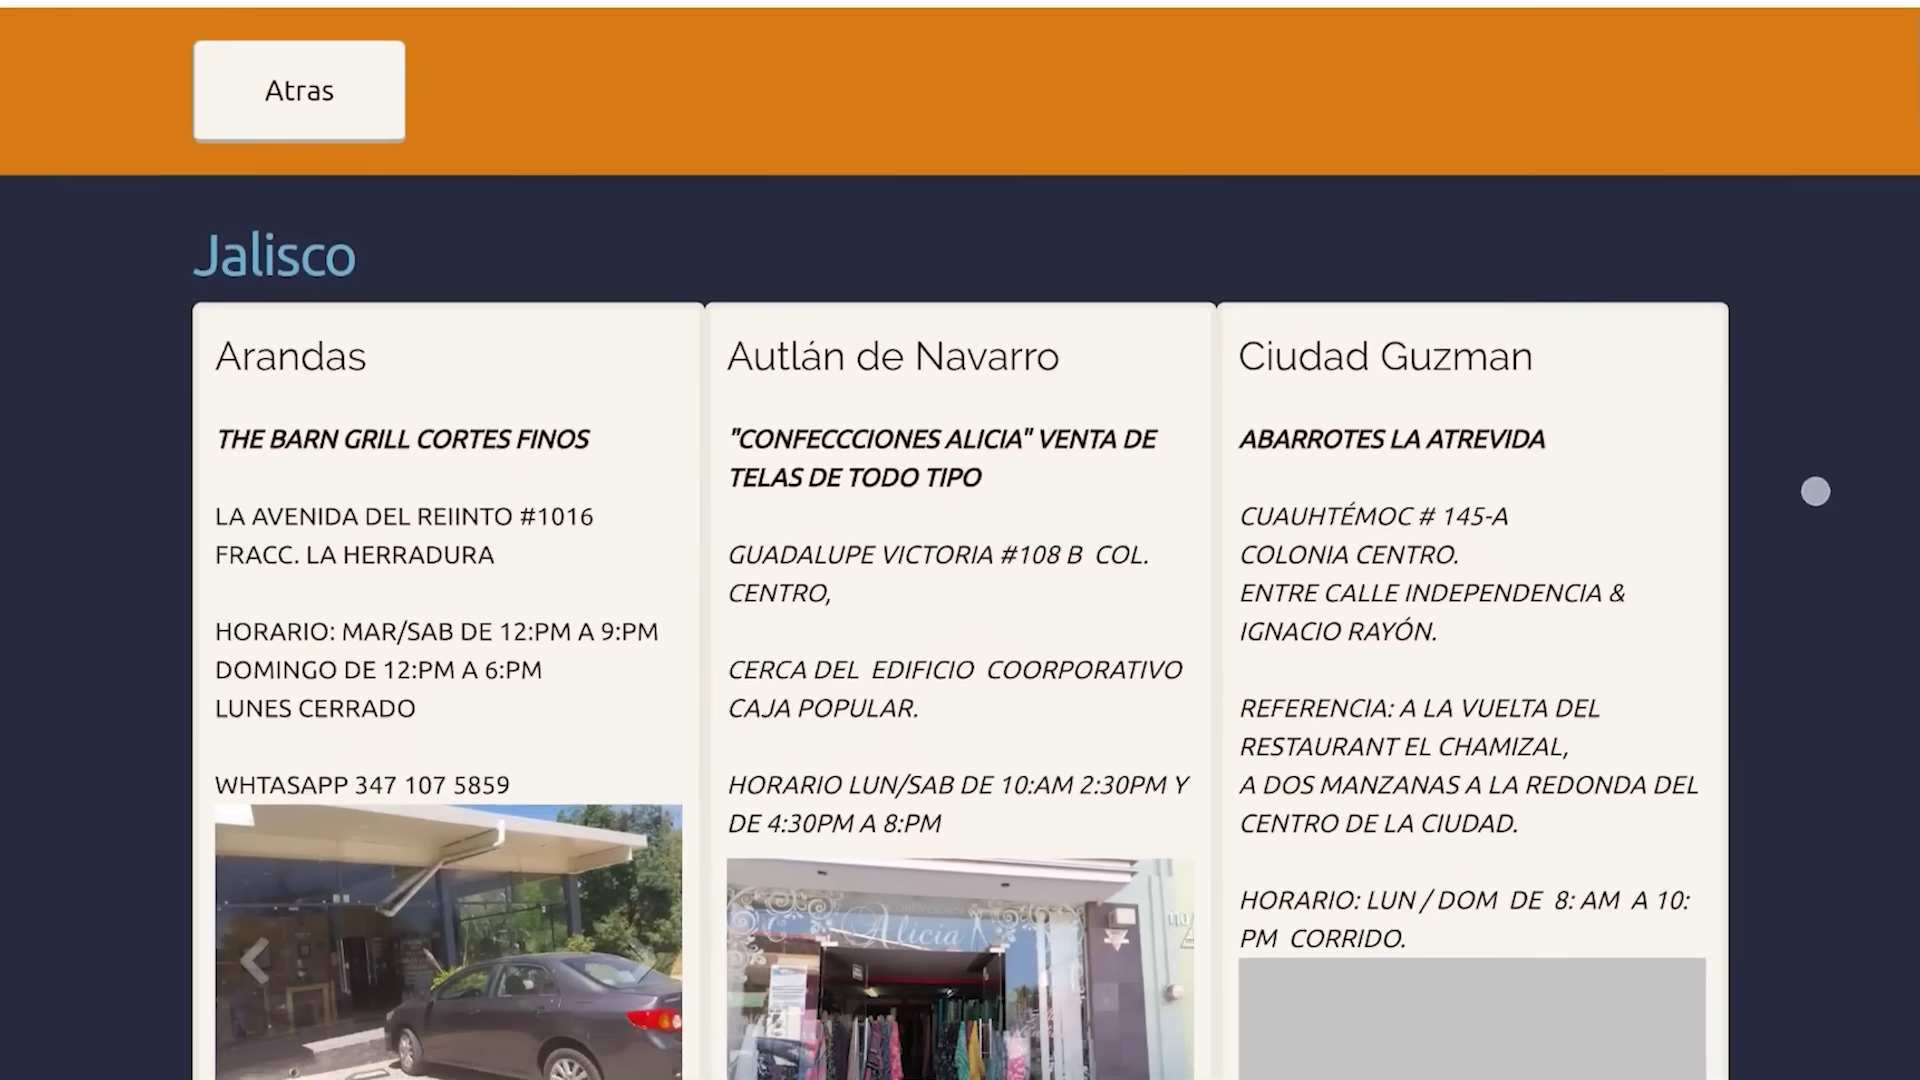 Atras
Jalisco
Arandas
THE BARN GRILL CORTES FINOS
LA AVENIDA DEL REIINTO #1016
FRACC. LA HERRADURA
HORARIO: MAR/SAB DE 12:PM A 9:PM
DOMINGO DE 12:PM A 6:PM
LUNES CERRADO
WHTASAPP 347 107 5859
Autlán de Navarro
"CONFECCCIONES ALICIA" VENTA DE
TELAS DE TODO TIPO
GUADALUPE VICTORIA #108 B COL.
CENTRO,
CERCA DEL EDIFICIO COORPORATIVO
CAJA POPULAR.
HORARIO LUN/SAB DE 10:AM 2:30PM Y
DE 4:30PM A 8:PM
Alicia
Ciudad Guzman
ABARROTES LA ATREVIDA
CUAUHTÉMOC # 145-A
COLONIA CENTRO.
ENTRE CALLE INDEPENDENCIA &
IGNACIO RAYÓN.
REFERENCIA: A LA VUELTA DEL
RESTAURANT EL CHAMIZAL,
A DOS MANZANAS A LA REDONDA DEL
CENTRO DE LA CIUDAD.
HORARIO: LUN / DOM DE 8: AM A 10:
PM CORRIDO.